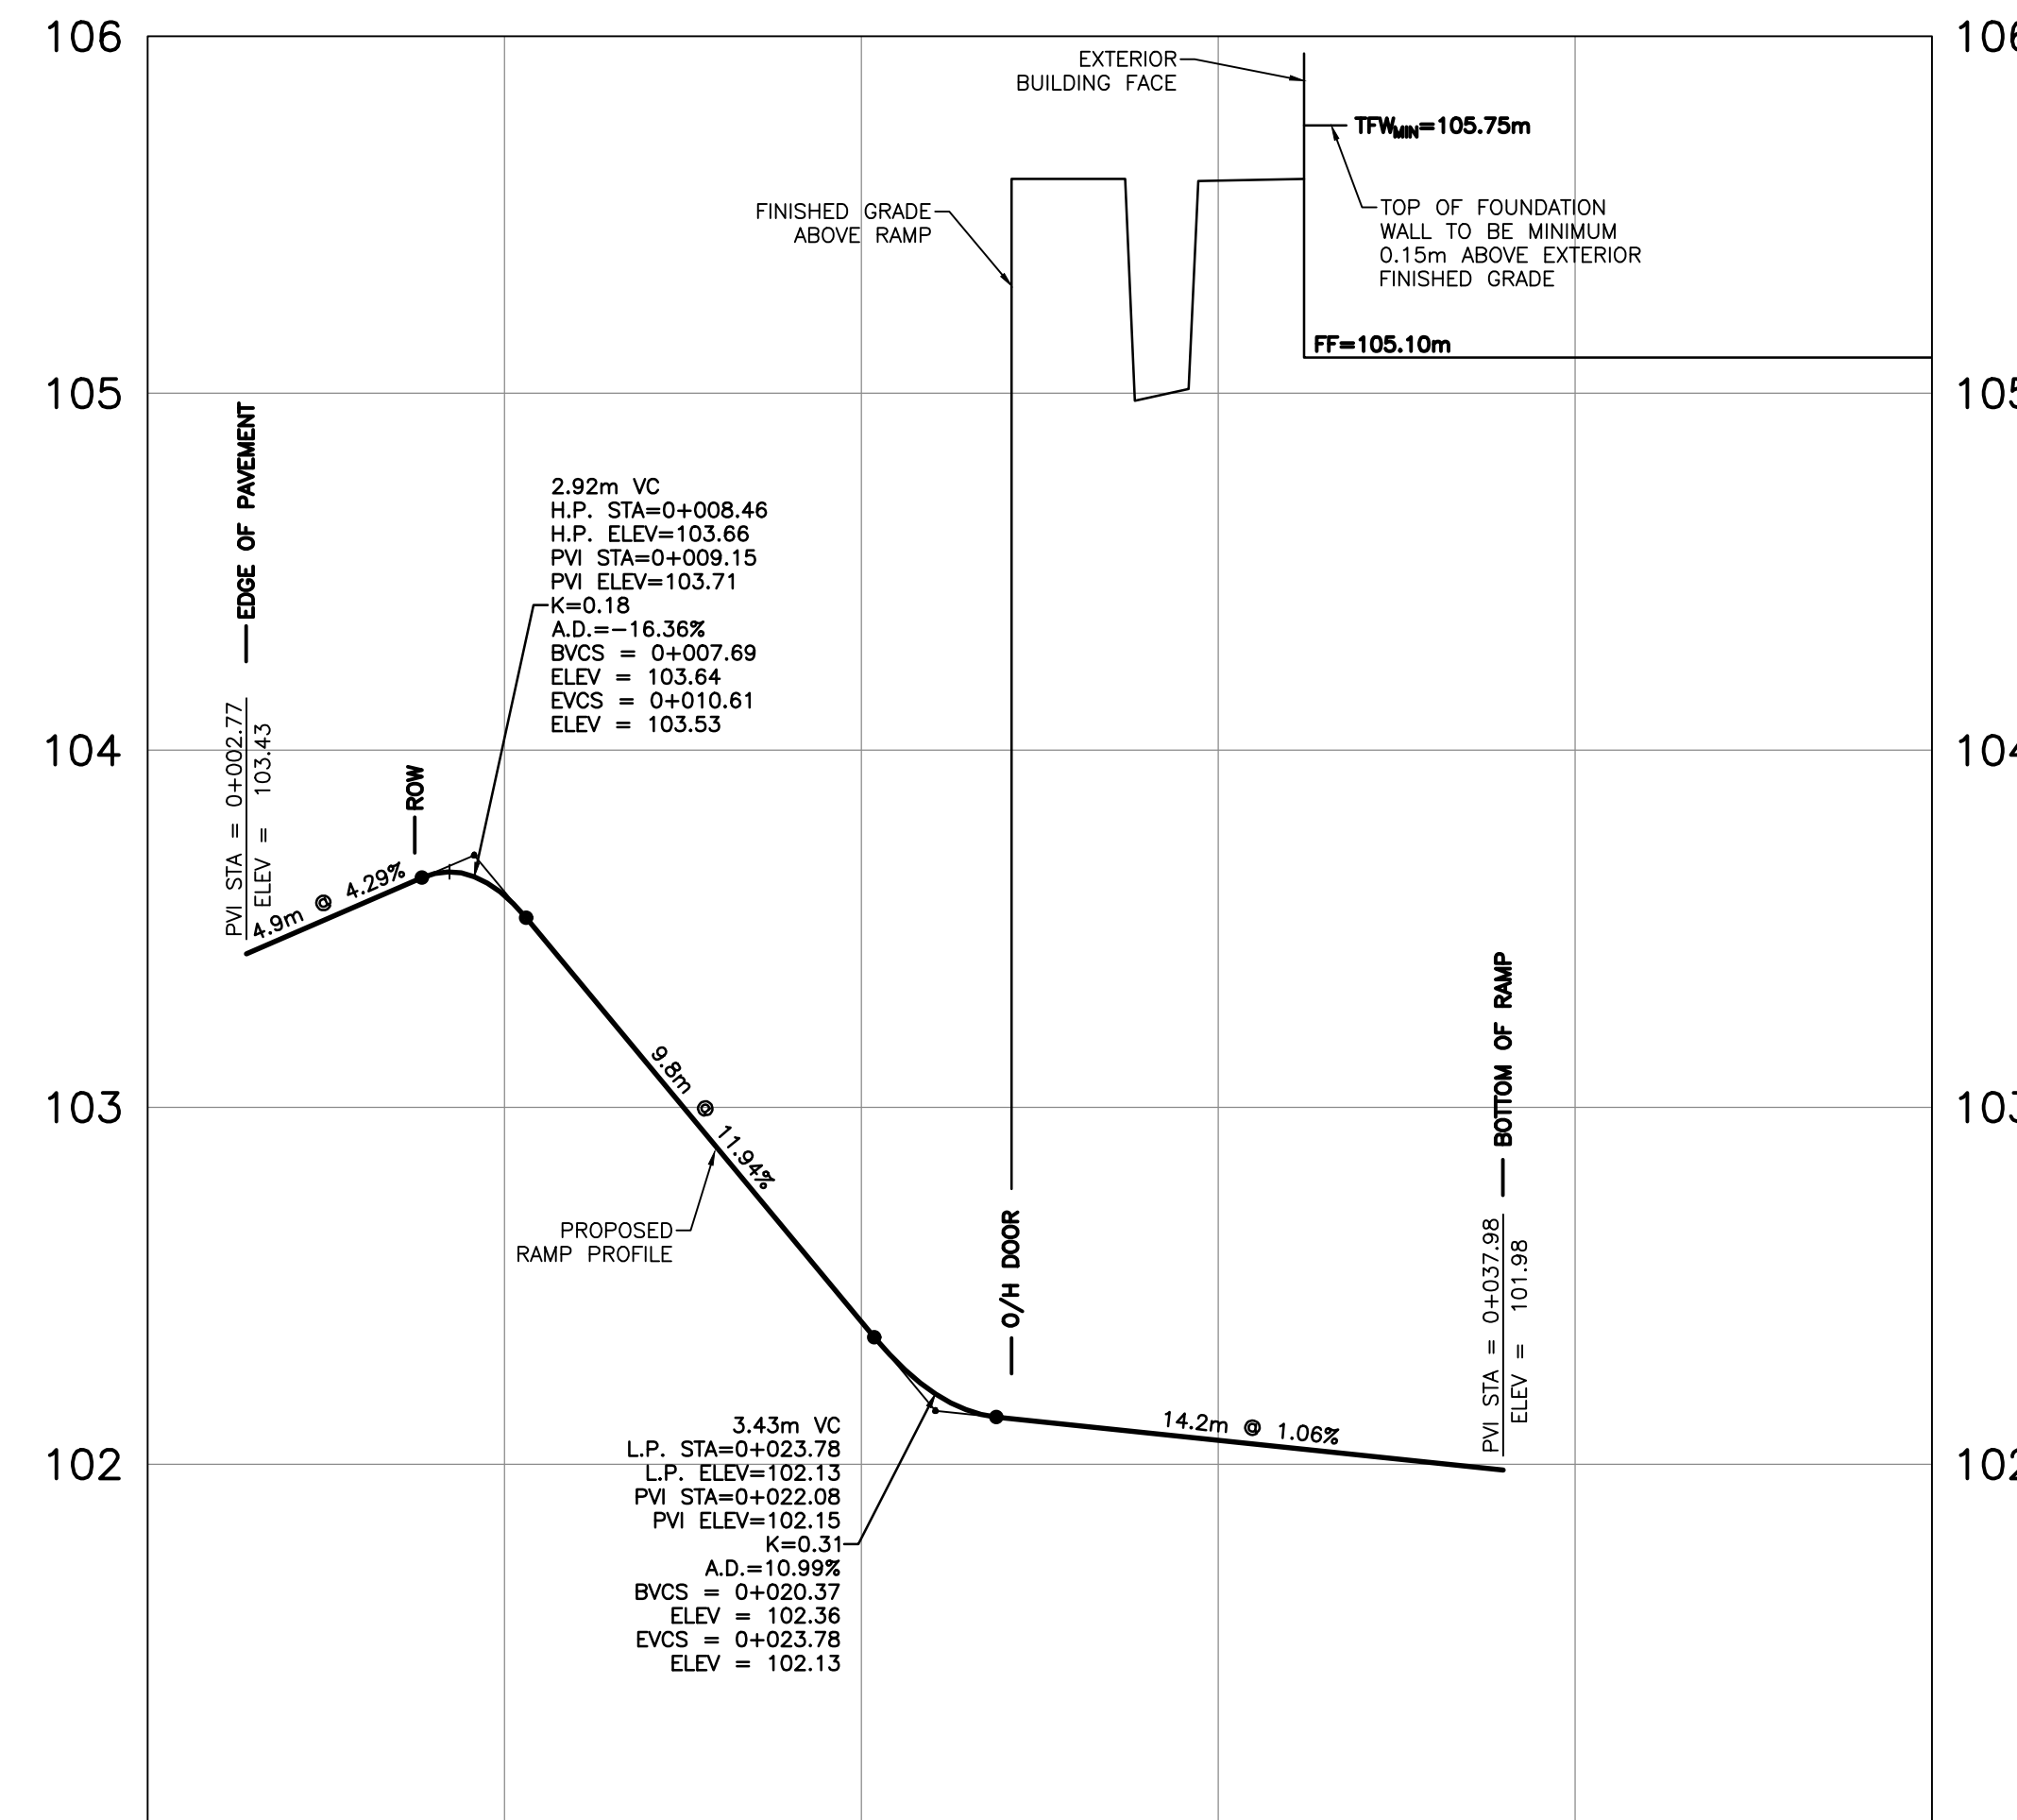 106
EXTERIOR
BUILDING FACE
TFWMIN=105.75m
TOP OF FOUNDATION
WALL TO BE MINIMUM
0.15m ABOVE EXTERIOR
FINISHED GRADE
FINISHED GRADE
ABOVE RAMP
FF=105.10m
105
EDGE OF PAVEMENT
PVI STA = 0+002.77
ELEV = 103.43
2.92m VC
H.P. STA=0+008.46
H.P. ELEV=103.66
PVI STA=0+009.15
PVI ELEV=103.71
K=0.18
A.D.=-16.36%
BVCS = 0+007.69
ELEV = 103.64
EVCS = 0+010.61
ELEV = 103.53
104
ROW
4.9m @ 4.29%
9.8m @ 11.94%
103
PROPOSED
RAMP PROFILE
O/H DOOR
BOTTOM OF RAMP
PVI STA = 0+037.98
ELEV = 101.98
14.2m @ 1.06%
102
3.43m VC
L.P. STA=0+023.78
L.P. ELEV=102.13
PVI STA=0+022.08
PVI ELEV=102.15
K=0.31
A.D.=10.99%
BVCS = 0+020.37
ELEV = 102.36
EVCS = 0+023.78
ELEV = 102.13